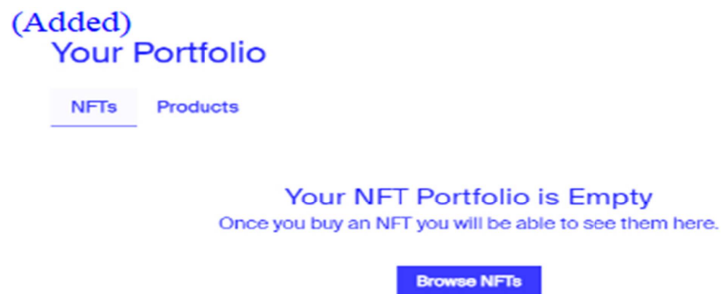 (Added)
Your Portfolio
NFTs Products
Your NFT Portfolio is Empty
Once you buy an NFT you will be able to see them here.
Browse NFTs